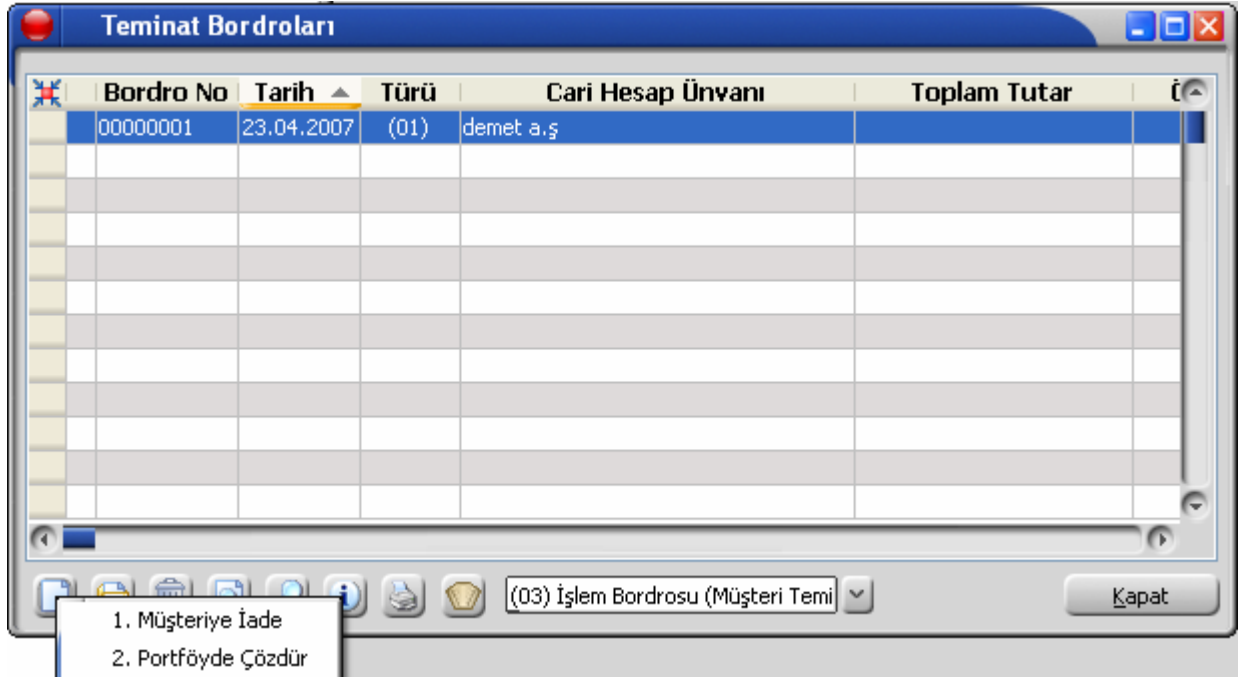 Teminat Bordroları
Bordro No Tarih Türü Cari Hesap Ünvanı Toplam Tutar
00000001 23.04.2007 (01) demet a.ş
(03) İşlem Bordrosu (Müşteri Temi
Kapat
1. Müşteriye İade
2. Portföyde Çözdür